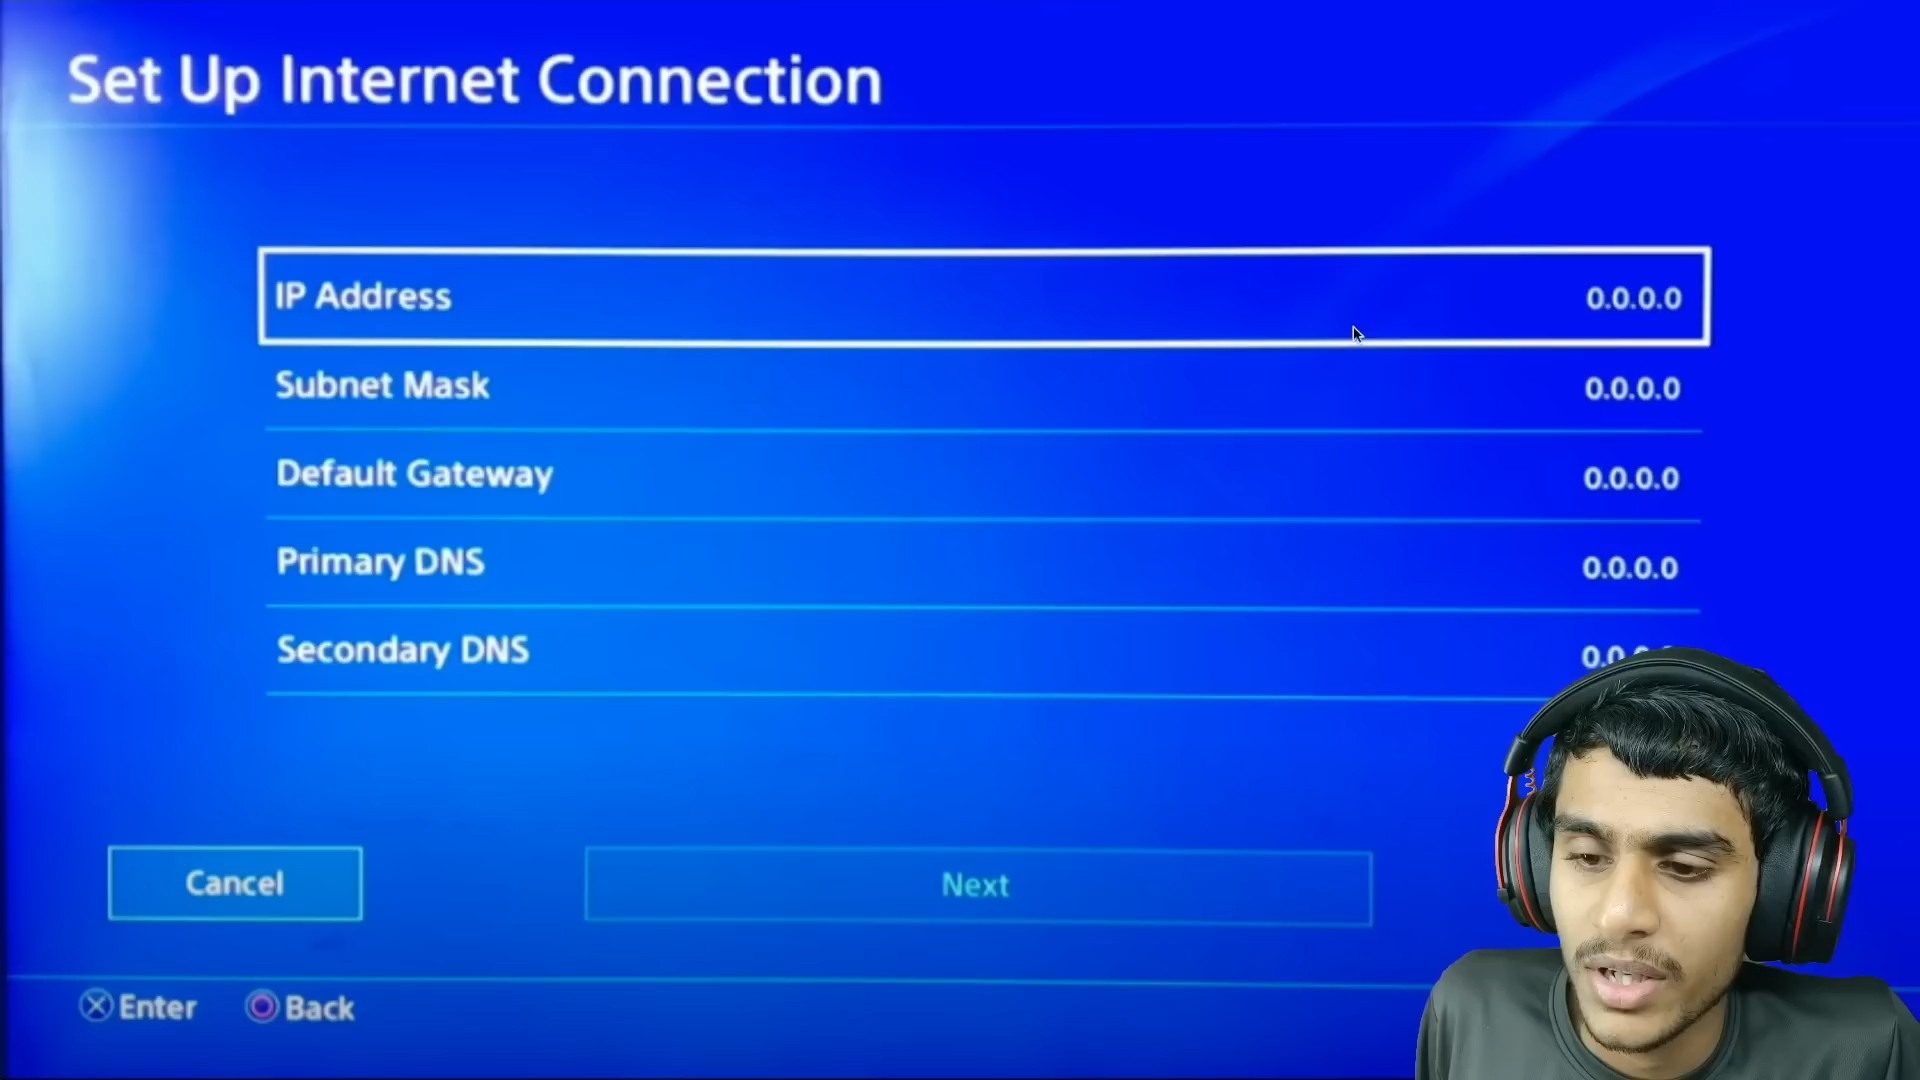 Set Up Internet Connection
IP Address 0.0.0.0
Subnet Mask 0.0.0.0
Default Gateway 0.0.0.0
Primary DNS 0.0.0.0
Secondary DNS
Cancel Next
Enter Back